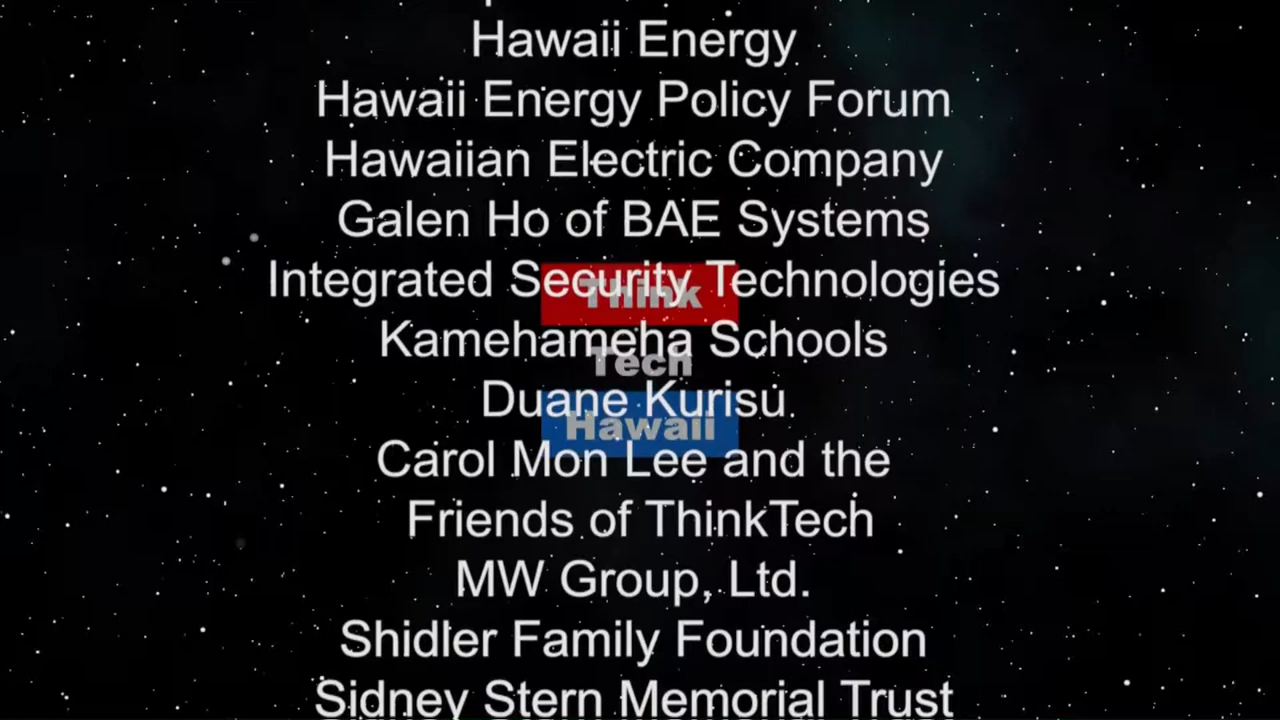 Hawaii Energy
Hawaii Energy Policy Forum
Hawaiian Electric Company
Galen Ho of BAE Systems
Integrated Security Technologies
Think
Kamehameha Schools
Tech
Duane Kurisu
Hawaii
Carol Mon Lee and the
Friends of ThinkTech
MW Group, Ltd.
Shidler Family Foundation
Sidney Stern Memorial Trust